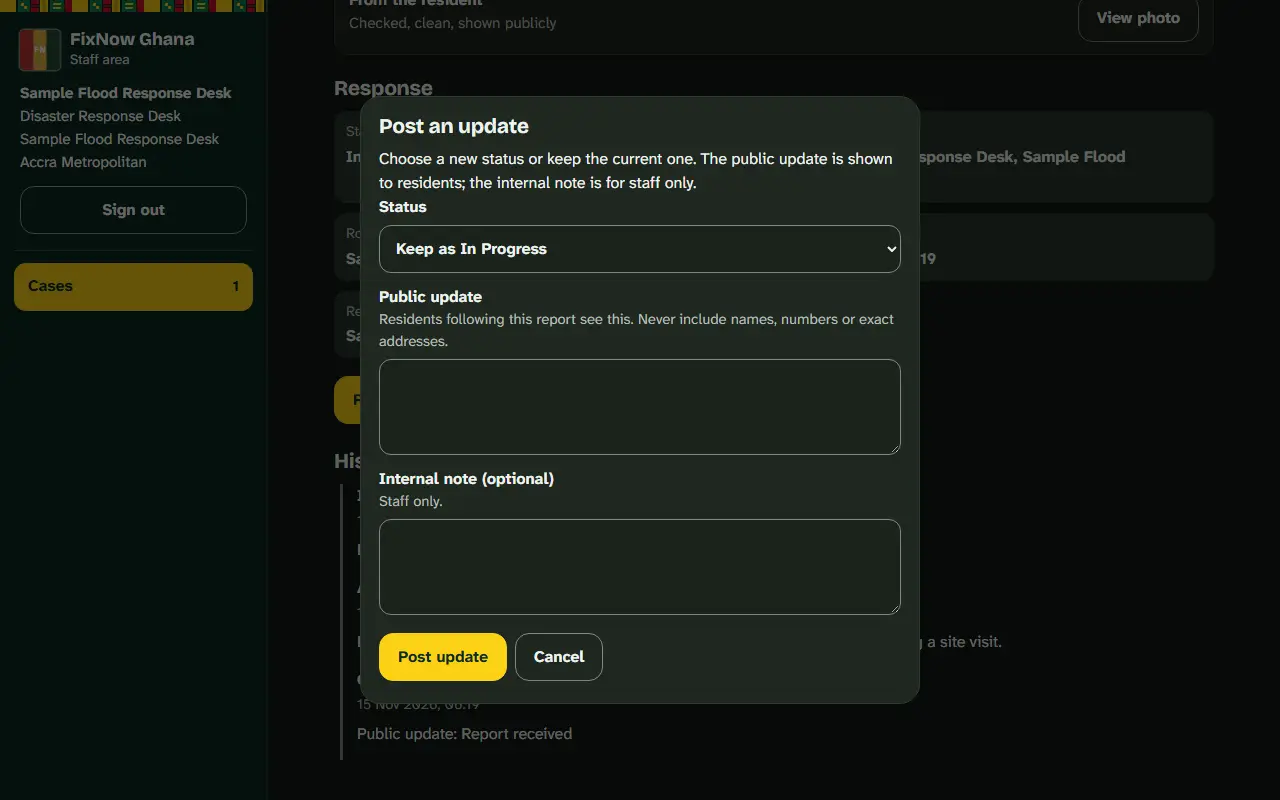 FN
FixNow Ghana
Staff area
Sample Flood Response Desk
Disaster Response Desk
Sample Flood Response Desk
Accra Metropolitan
Sign out
Cases 1
From the resident
Checked, clean, shown publicly
View photo
Response
sponse Desk, Sample Flood
19
Post an update
Choose a new status or keep the current one. The public update is shown
to residents; the internal note is for staff only.
Status
Keep as In Progress
Public update
Residents following this report see this. Never include names, numbers or exact
addresses.
Internal note (optional)
Staff only.
Post update
Cancel
a site visit.
15 Nov 2026, 06:19
Public update: Report received